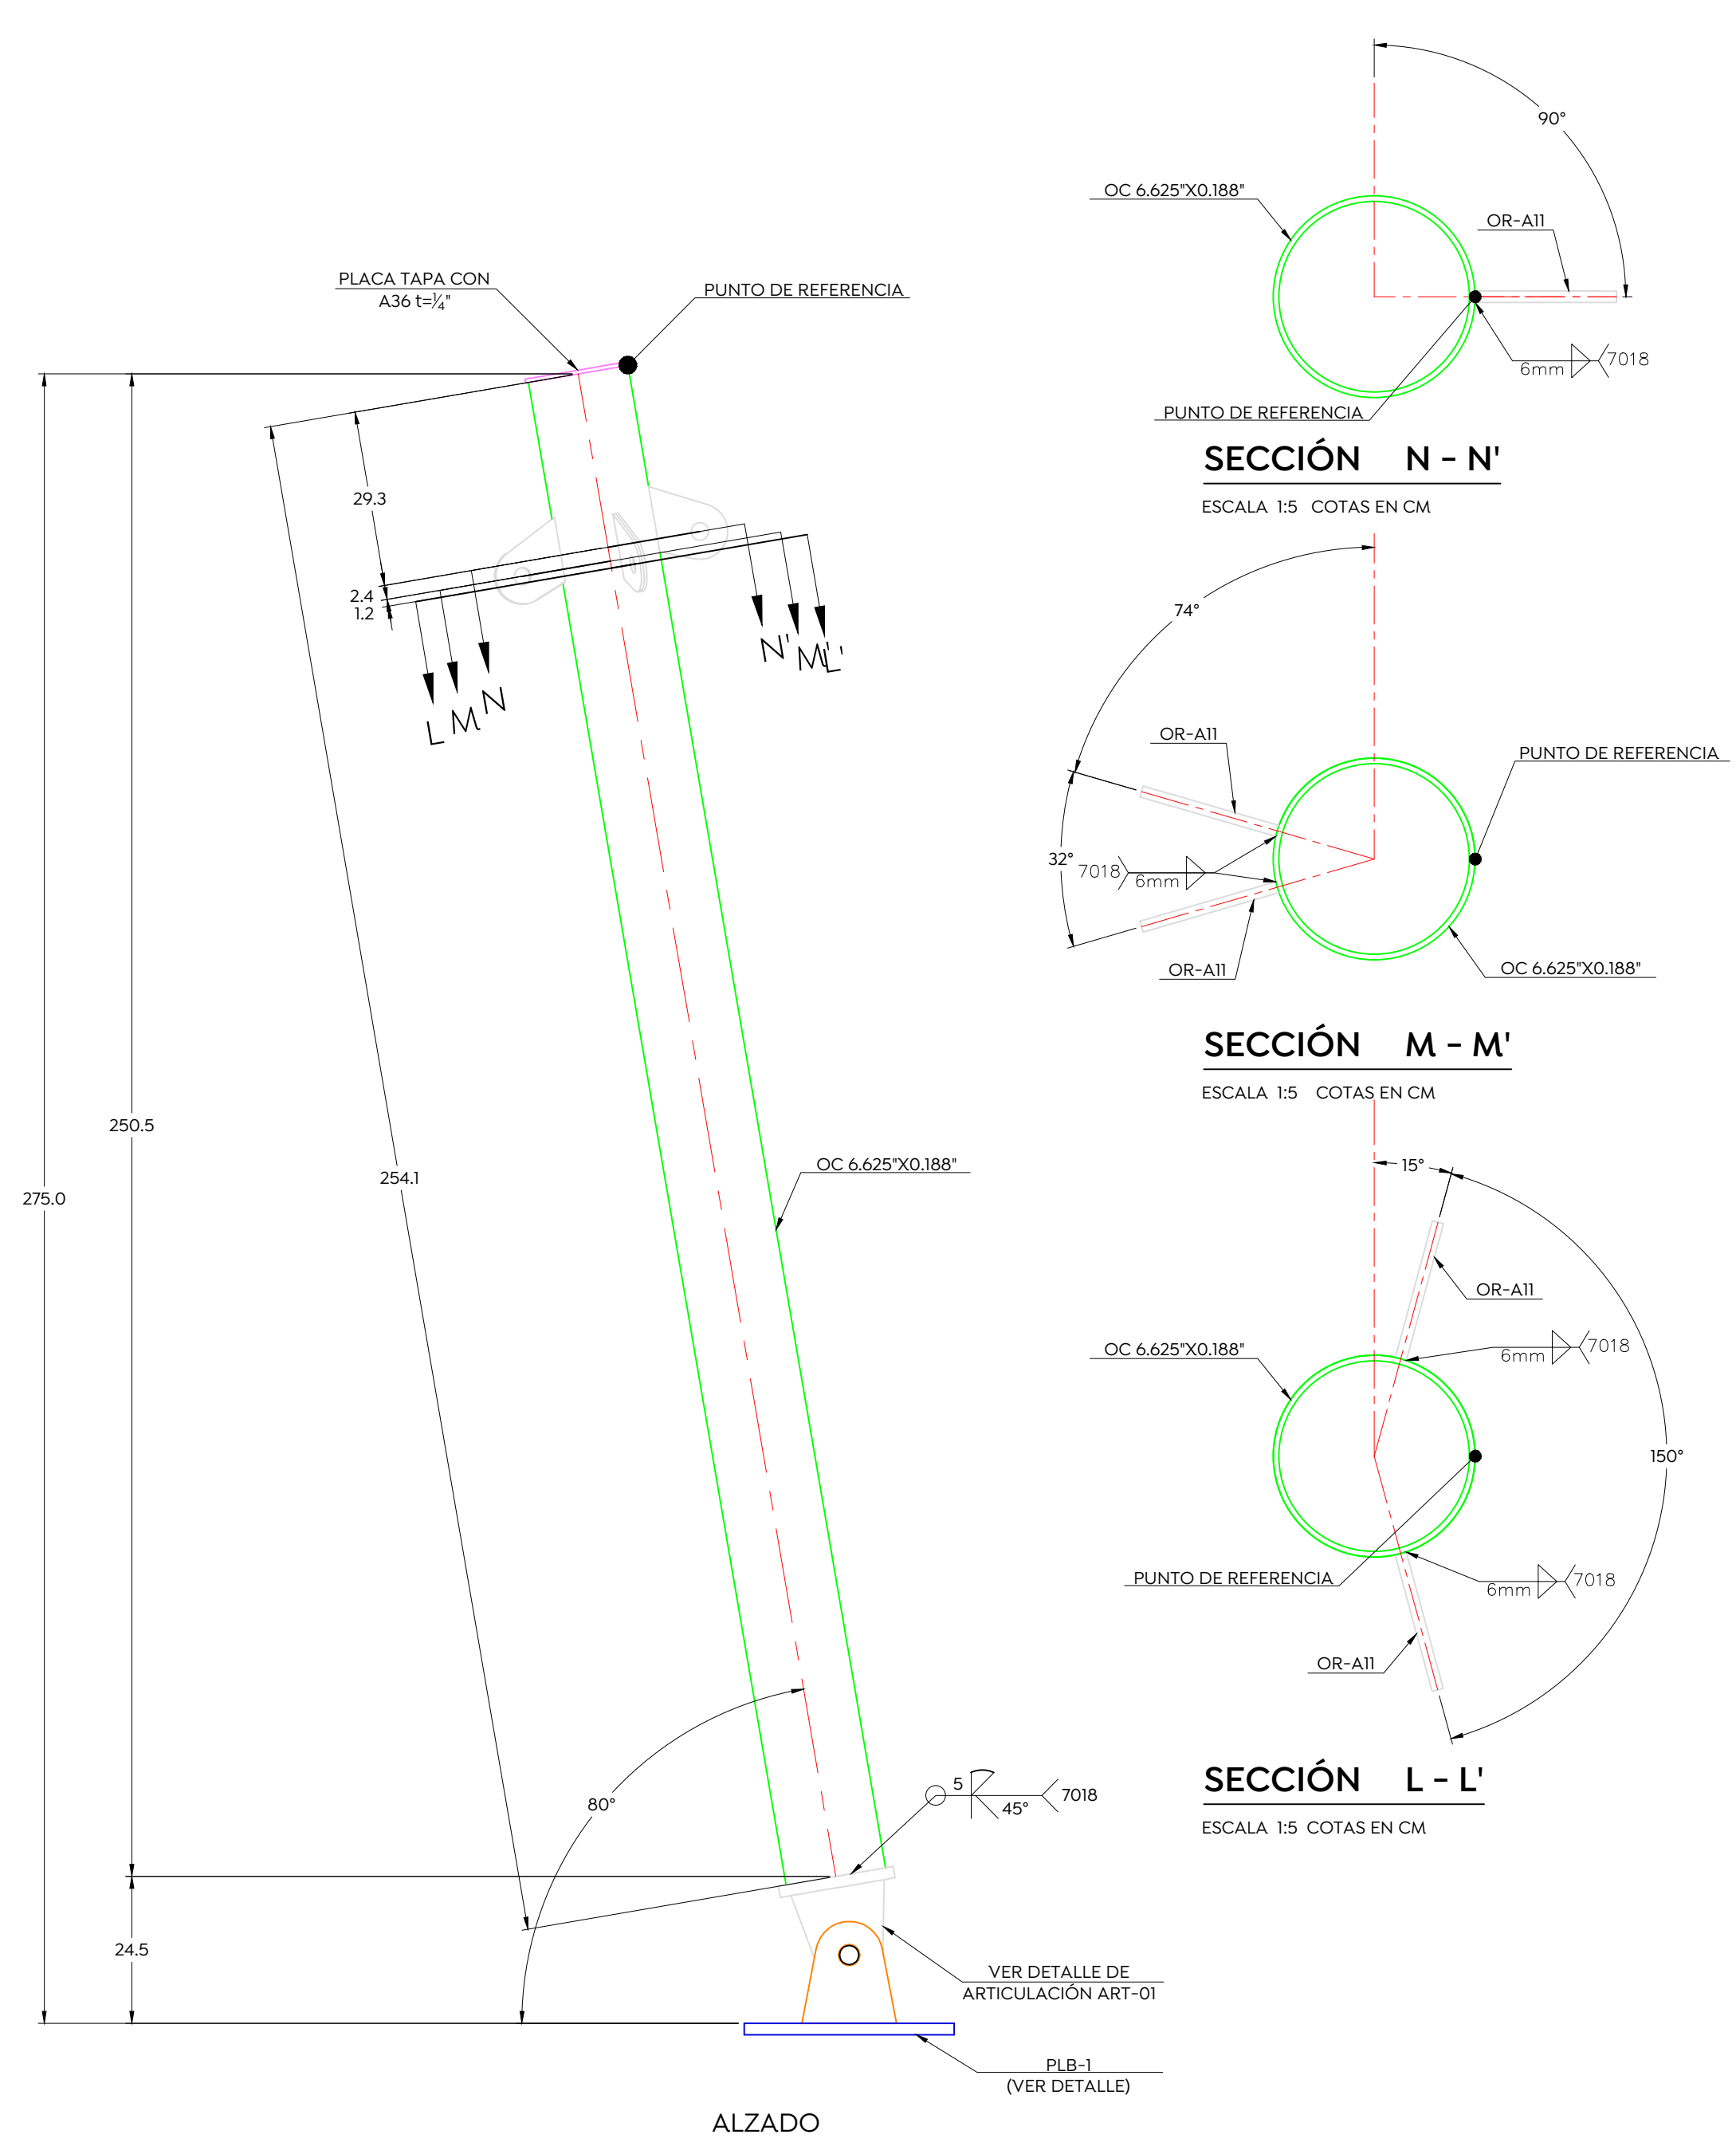 PLACA TAPA CON
A36 t=¼"
PUNTO DE REFERENCIA
29.3
2.4
1.2
N'
M'
L'
L
M
N
250.5
275.0
254.1
OC 6.625"X0.188"
80°
5
45°
7018
24.5
VER DETALLE DE
ARTICULACIÓN ART-01
PLB-1
(VER DETALLE)
ALZADO
90°
OC 6.625"X0.188"
OR-A11
6mm
7018
PUNTO DE REFERENCIA
SECCIÓN N - N'
ESCALA 1:5 COTAS EN CM
74°
OR-A11
PUNTO DE REFERENCIA
32°
7018
6mm
OR-A11
OC 6.625"X0.188"
SECCIÓN M - M'
ESCALA 1:5 COTAS EN CM
15°
OR-A11
OC 6.625"X0.188"
6mm
7018
150°
PUNTO DE REFERENCIA
6mm
7018
OR-A11
SECCIÓN L - L'
ESCALA 1:5 COTAS EN CM